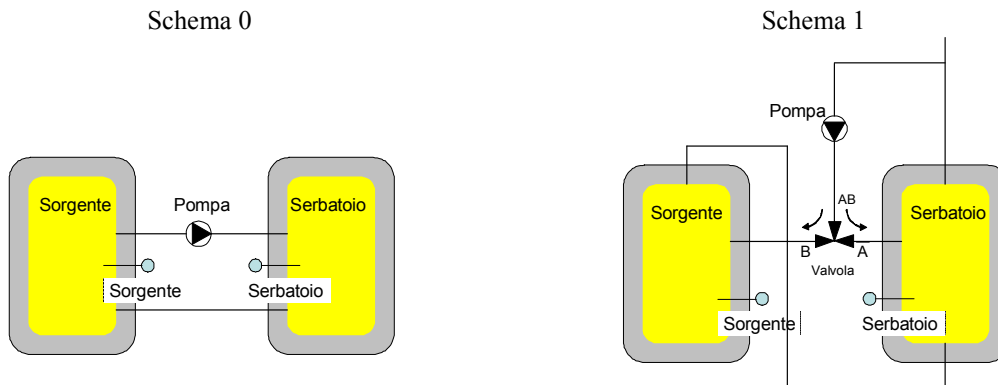 Schema 0
Sorgente
Pompa
Serbatoio
Sorgente
Serbatoio
Schema 1
Pompa
Sorgente
AB
Serbatoio
B
A
Valvola
Sorgente
Serbatoio